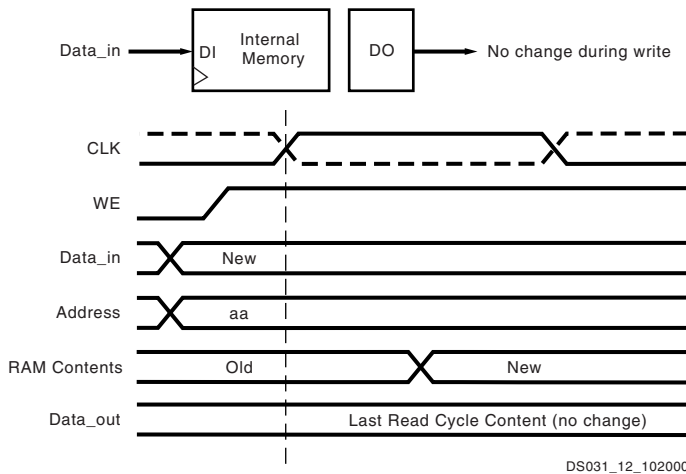 Data_in DI Internal Memory DO No change during write
CLK
WE
Data_in New
Address aa
RAM Contents Old New
Data_out Last Read Cycle Content (no change)
DS031_12_102000